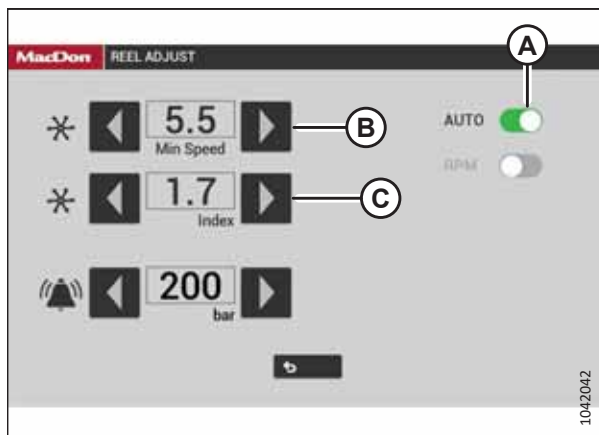 A
MacDon REEL ADJUST
5.5
Min Speed
B
AUTO
RPM
1.7
Index
C
200
bar
1042042